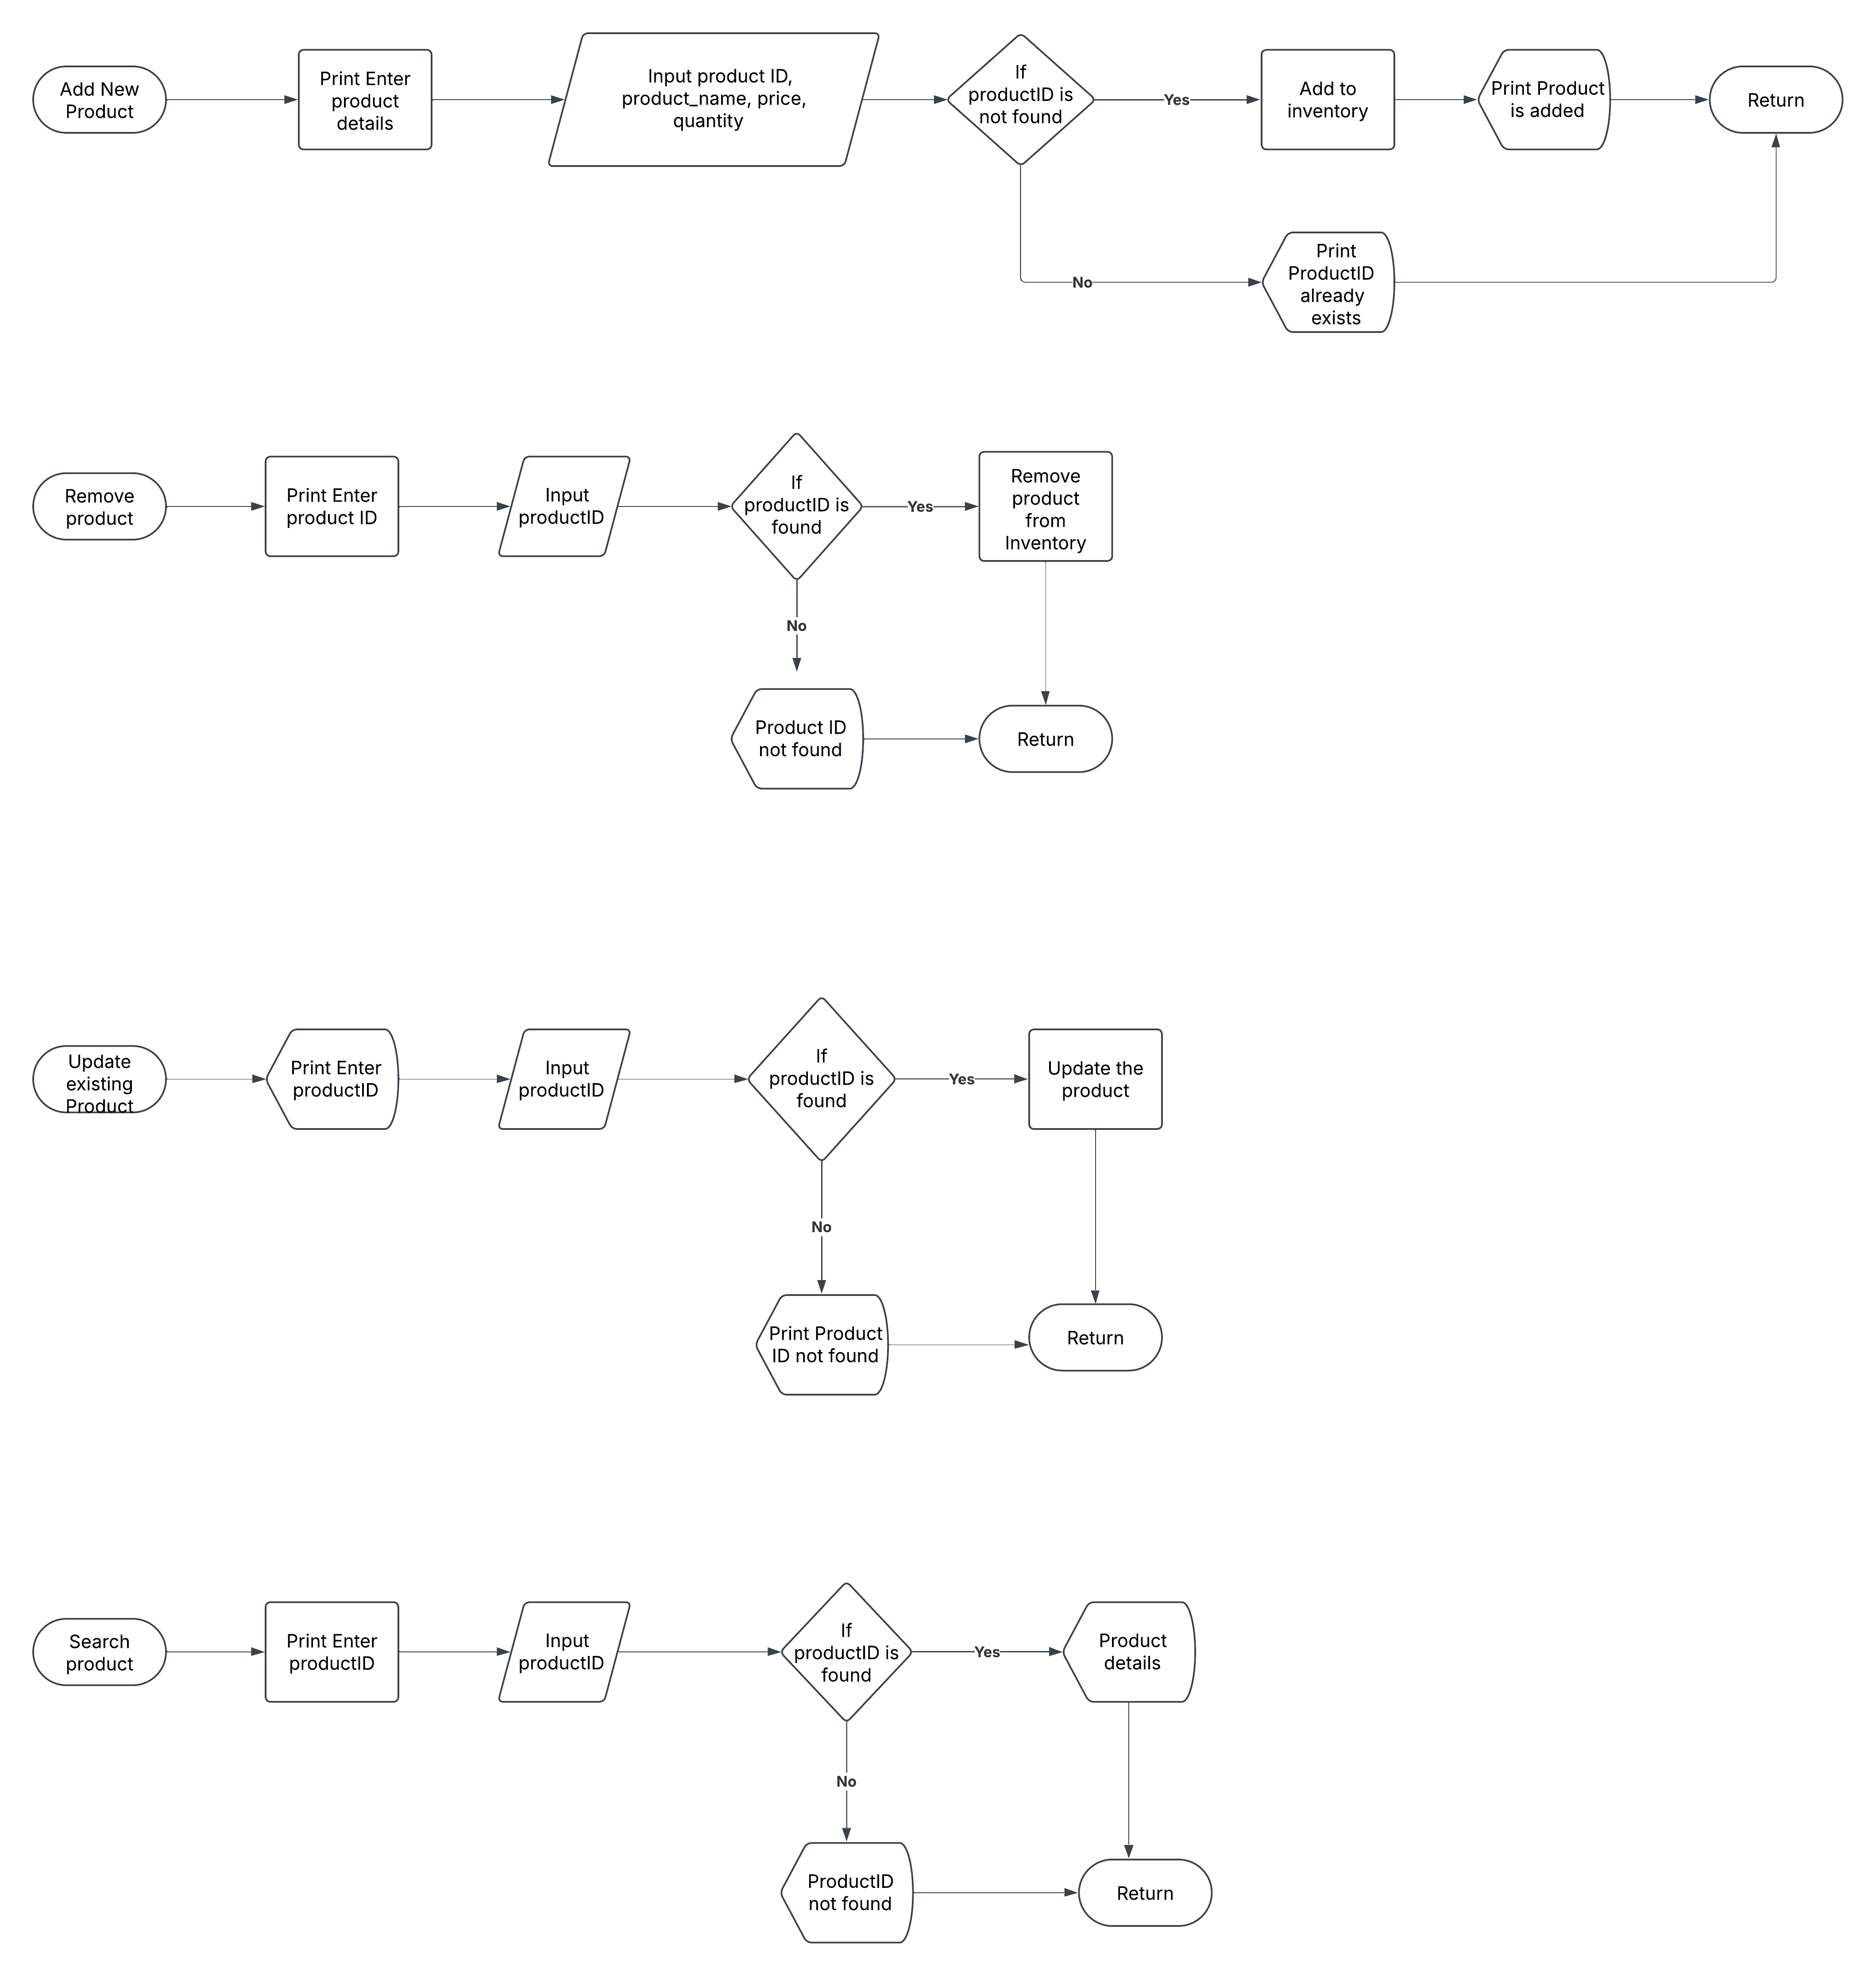 Add New
Product
Print Enter
product
details
Input product ID,
product_name, price,
quantity
If
productID is
not found
Yes
Add to
inventory
Print Product
is added
Return
No
Print
ProductID
already
exists
Remove
product
Print Enter
product ID
Input
productID
If
productID is
found
Yes
Remove
product
from
Inventory
No
Product ID
not found
Return
Update
existing
Product
Print Enter
productID
Input
productID
If
productID is
found
Yes
Update the
product
No
Print Product
ID not found
Return
Search
product
Print Enter
productID
Input
productID
If
productID is
found
Yes
Product
details
No
ProductID
not found
Return